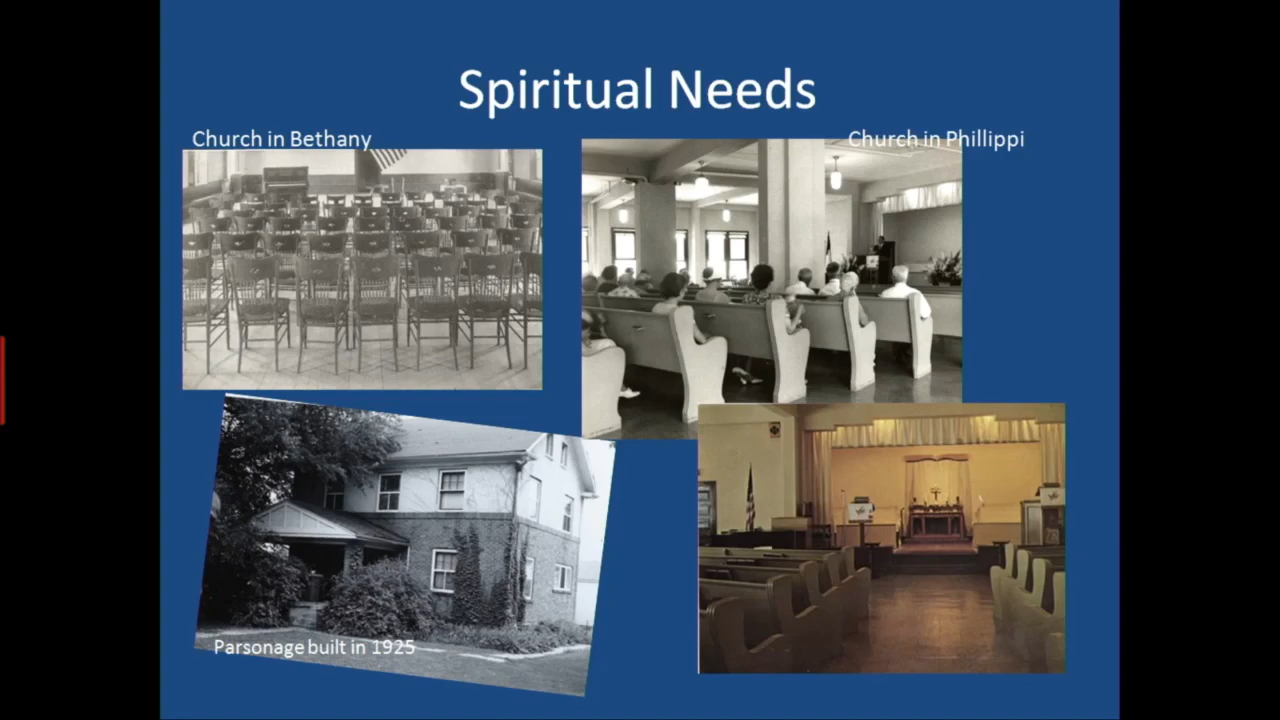 Spiritual Needs
Church in Bethany
Church in Phillippi
Parsonage built in 1925